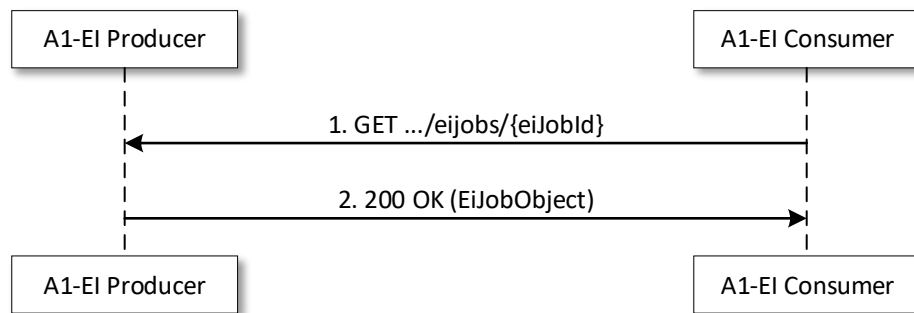 A1-EI Producer
A1-EI Consumer
1. GET .../eijobs/{eiJobId}
2. 200 OK (EiJobObject)
A1-EI Producer
A1-EI Consumer